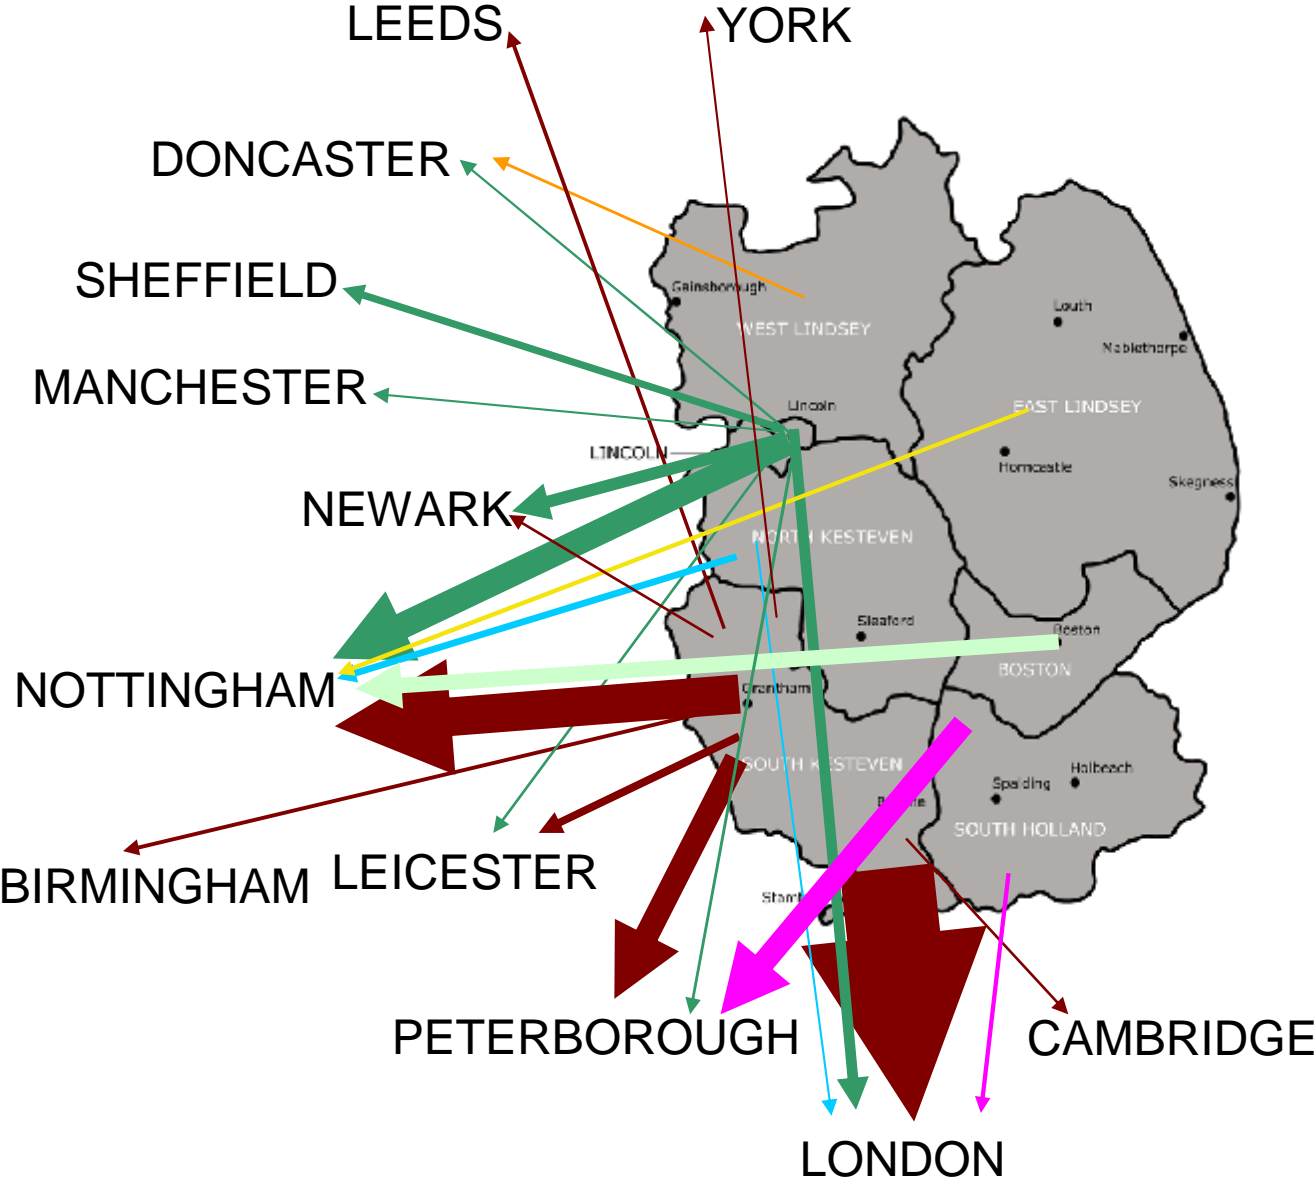 LEEDS
YORK
DONCASTER
SHEFFIELD
Gainsborough
Louth
WEST LINDSEY
Mablethorpe
MANCHESTER
Lincoln
EAST LINDSEY
LINCOLN
Horncastle
Skegness
NEWARK
NORTH KESTEVEN
Sleaford
Boston
BOSTON
NOTTINGHAM
Grantham
SOUTH KESTEVEN
Holbeach
Spalding
SOUTH HOLLAND
BIRMINGHAM
LEICESTER
PETERBOROUGH
CAMBRIDGE
LONDON